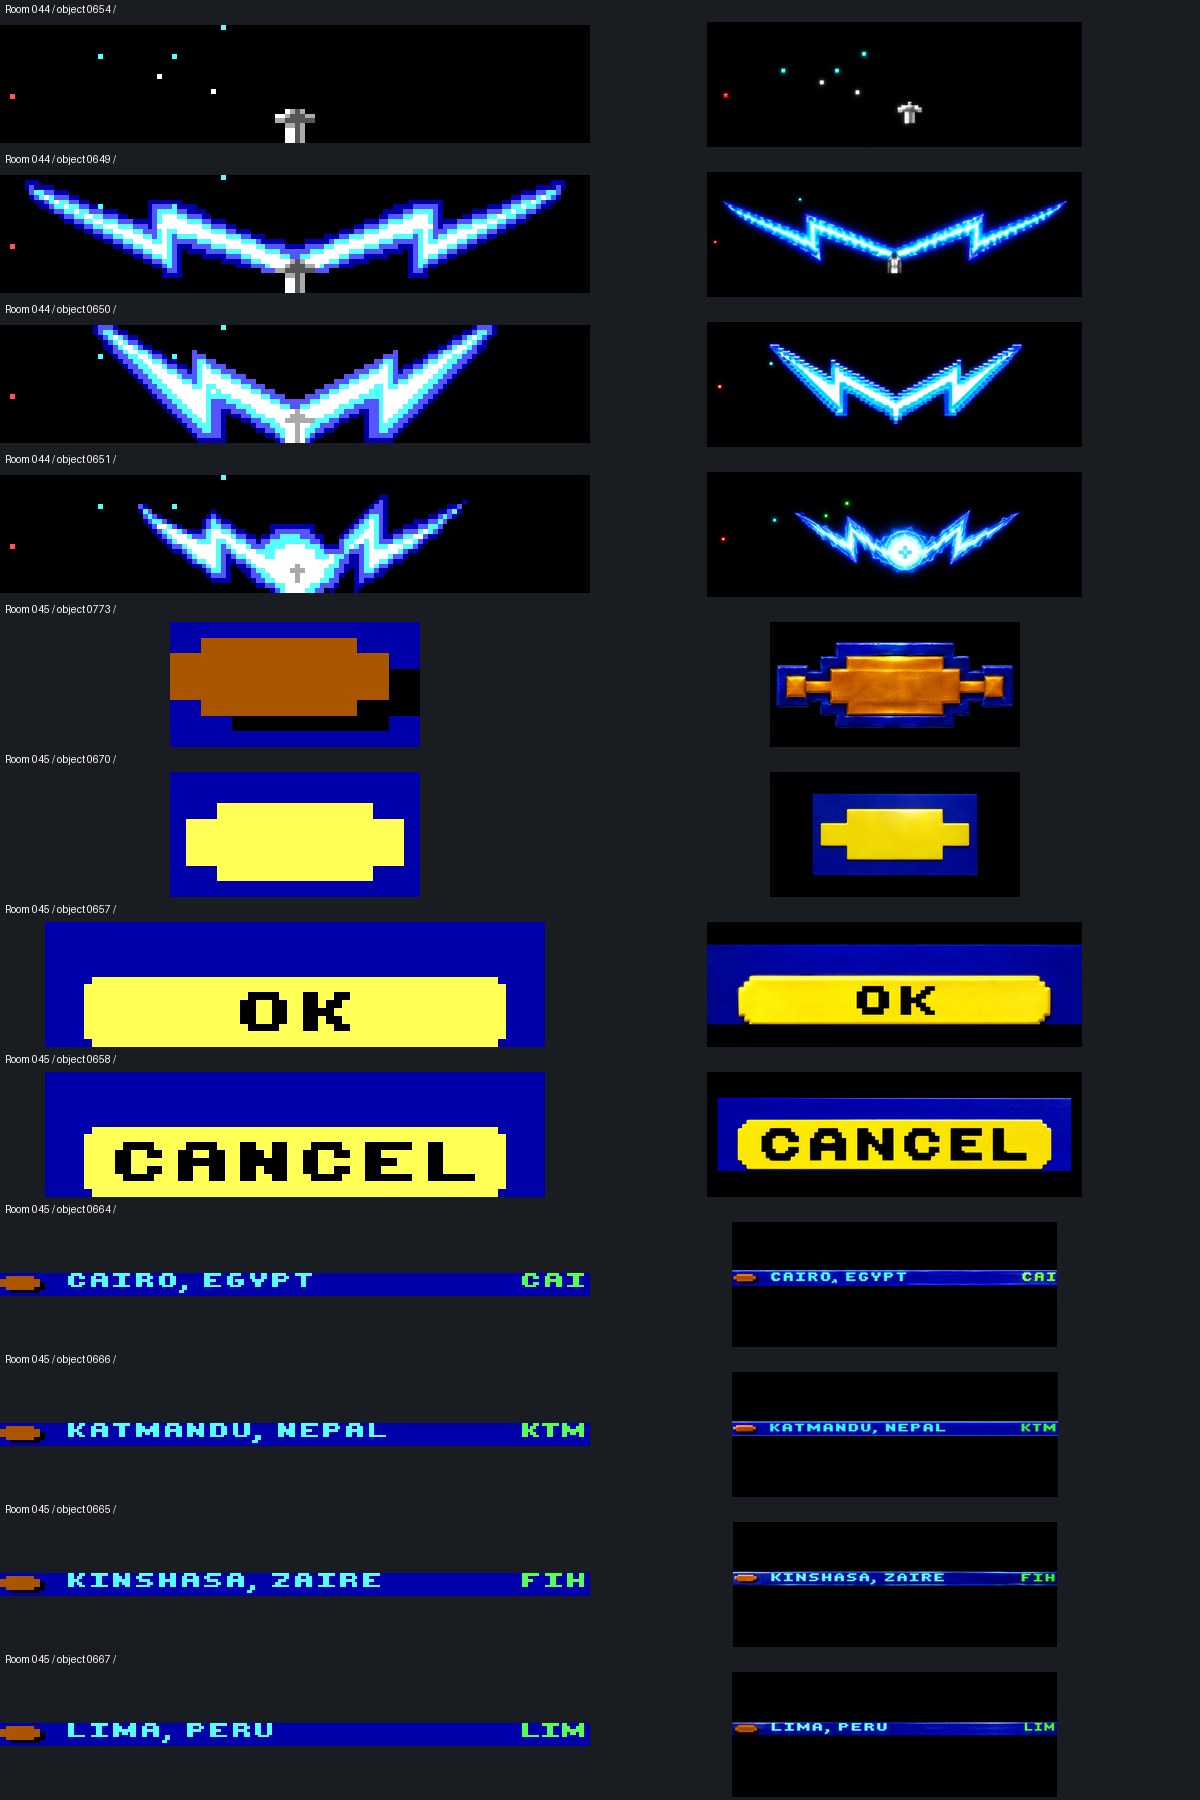 Room 044 / object 0654 /
Room 044 / object 0649 /
Room 044 / object 0650 /
Room 044 / object 0651 /
Room 045 / object 0773 /
Room 045 / object 0670 /
Room 045 / object 0657 /
OK OK
Room 045 / object 0658 /
CANCEL CANCEL
Room 045 / object 0664 /
CAIRO, EGYPT CAI CAIRO, EGYPT CAI
Room 045 / object 0666 /
KATMANDU, NEPAL KTM KATMANDU, NEPAL KTM
Room 045 / object 0665 /
KINSHASA, ZAIRE FIH KINSHASA, ZAIRE FIH
Room 045 / object 0667 /
LIMA, PERU LIM LIMA, PERU LIM